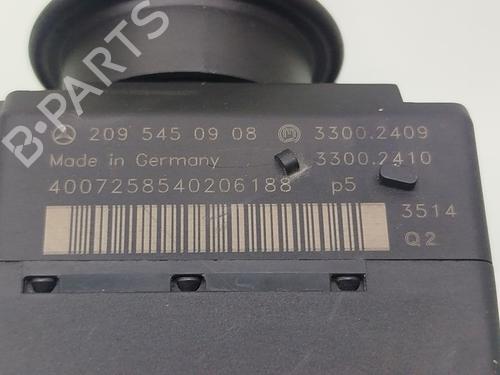 B-PARTS
209 545 09 08 3300.2409
Made in Germany 3300.2410
4007258540206188 p5
3514
Q2